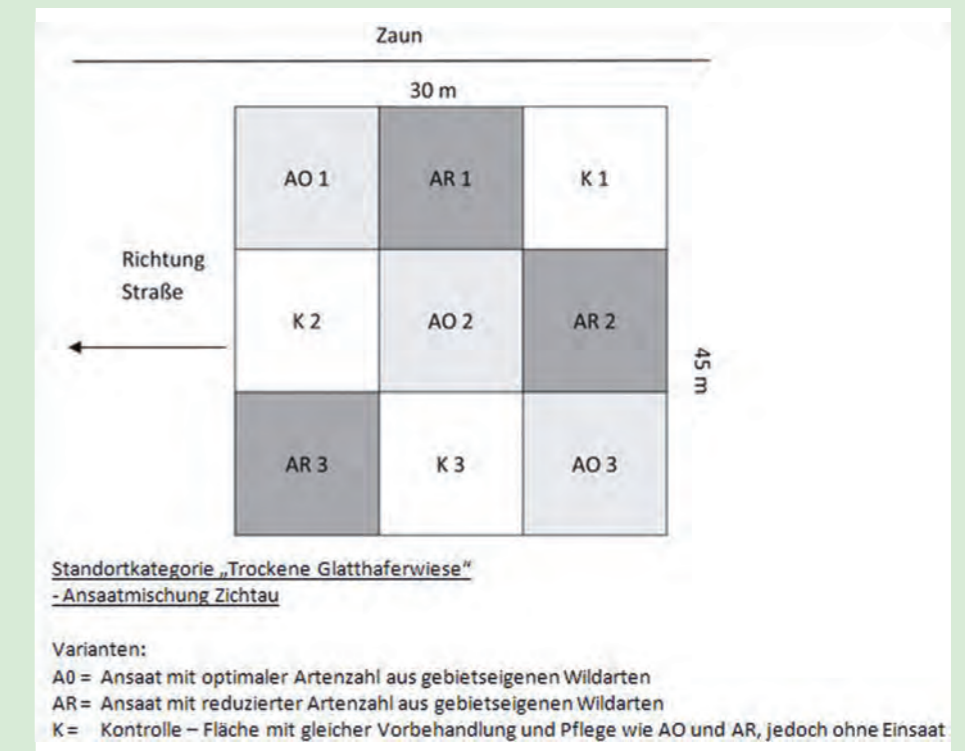 Zaun
30 m
AO 1 AR 1 K 1
Richtung
Straße
K 2 AO 2 AR 2
45 m
AR 3 K 3 AO 3
Standortkategorie „Trockene Glatthaferwiese“
- Ansaatmischung Zichtau
Varianten:
A0 = Ansaat mit optimaler Artenzahl aus gebietseigenen Wildarten
AR = Ansaat mit reduzierter Artenzahl aus gebietseigenen Wildarten
K = Kontrolle – Fläche mit gleicher Vorbehandlung und Pflege wie AO und AR, jedoch ohne Einsaat